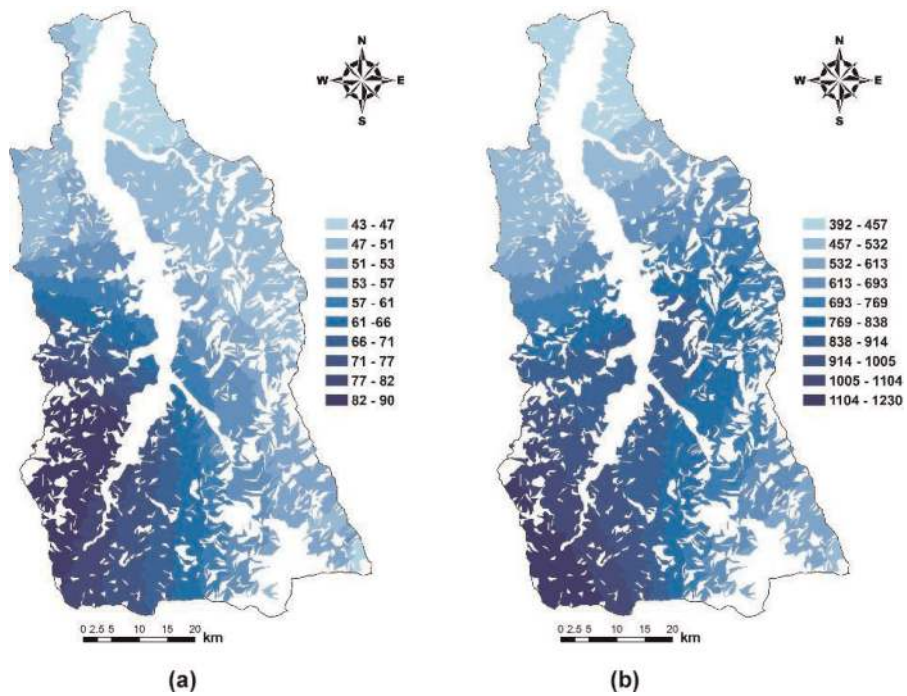 N
W E
S
43 - 47
47 - 51
51 - 53
53 - 57
57 - 61
61 -66
66 - 71
71 - 77
77 - 82
82 - 90
0 2.5 5 10 15 20
km
(a)
N
W E
S
392 - 457
457 - 532
532 - 613
613 - 693
693 - 769
769 - 838
838 - 914
914 - 1005
1005 - 1104
1104 - 1230
0 2.5 5 10 15 20
km
(b)